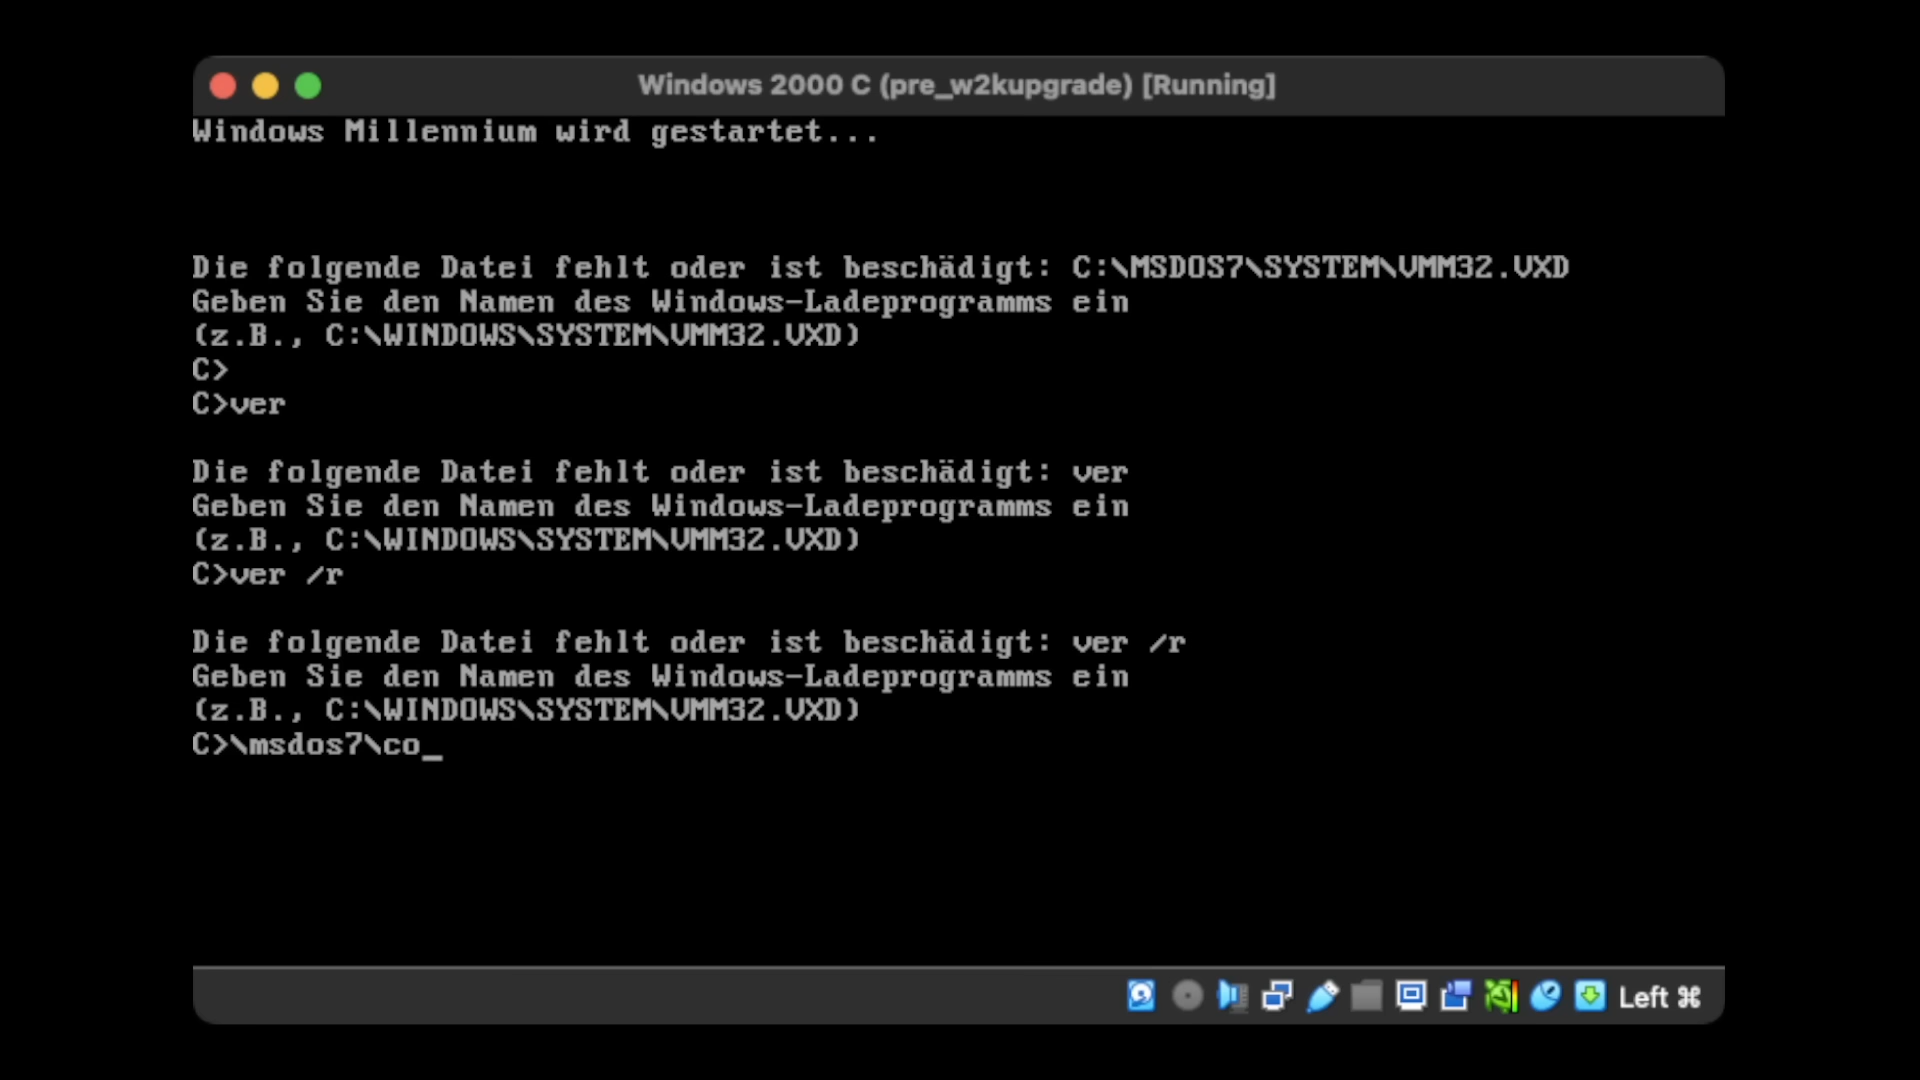 Windows 2000 C (pre_w2kupgrade) [Running]
Windows Millennium wird gestartet...
Die folgende Datei fehlt oder ist beschädigt: C:\MSDOS7\SYSTEM\VMM32.VXD
Geben Sie den Namen des Windows-Ladeprogramms ein
(z.B., C:\WINDOWS\SYSTEM\VMM32.VXD)
C>
C>ver
Die folgende Datei fehlt oder ist beschädigt: ver
Geben Sie den Namen des Windows-Ladeprogramms ein
(z.B., C:\WINDOWS\SYSTEM\VMM32.VXD)
C>ver /r
Die folgende Datei fehlt oder ist beschädigt: ver /r
Geben Sie den Namen des Windows-Ladeprogramms ein
(z.B., C:\WINDOWS\SYSTEM\VMM32.VXD)
C>\msdos7\co_
Left ⌘